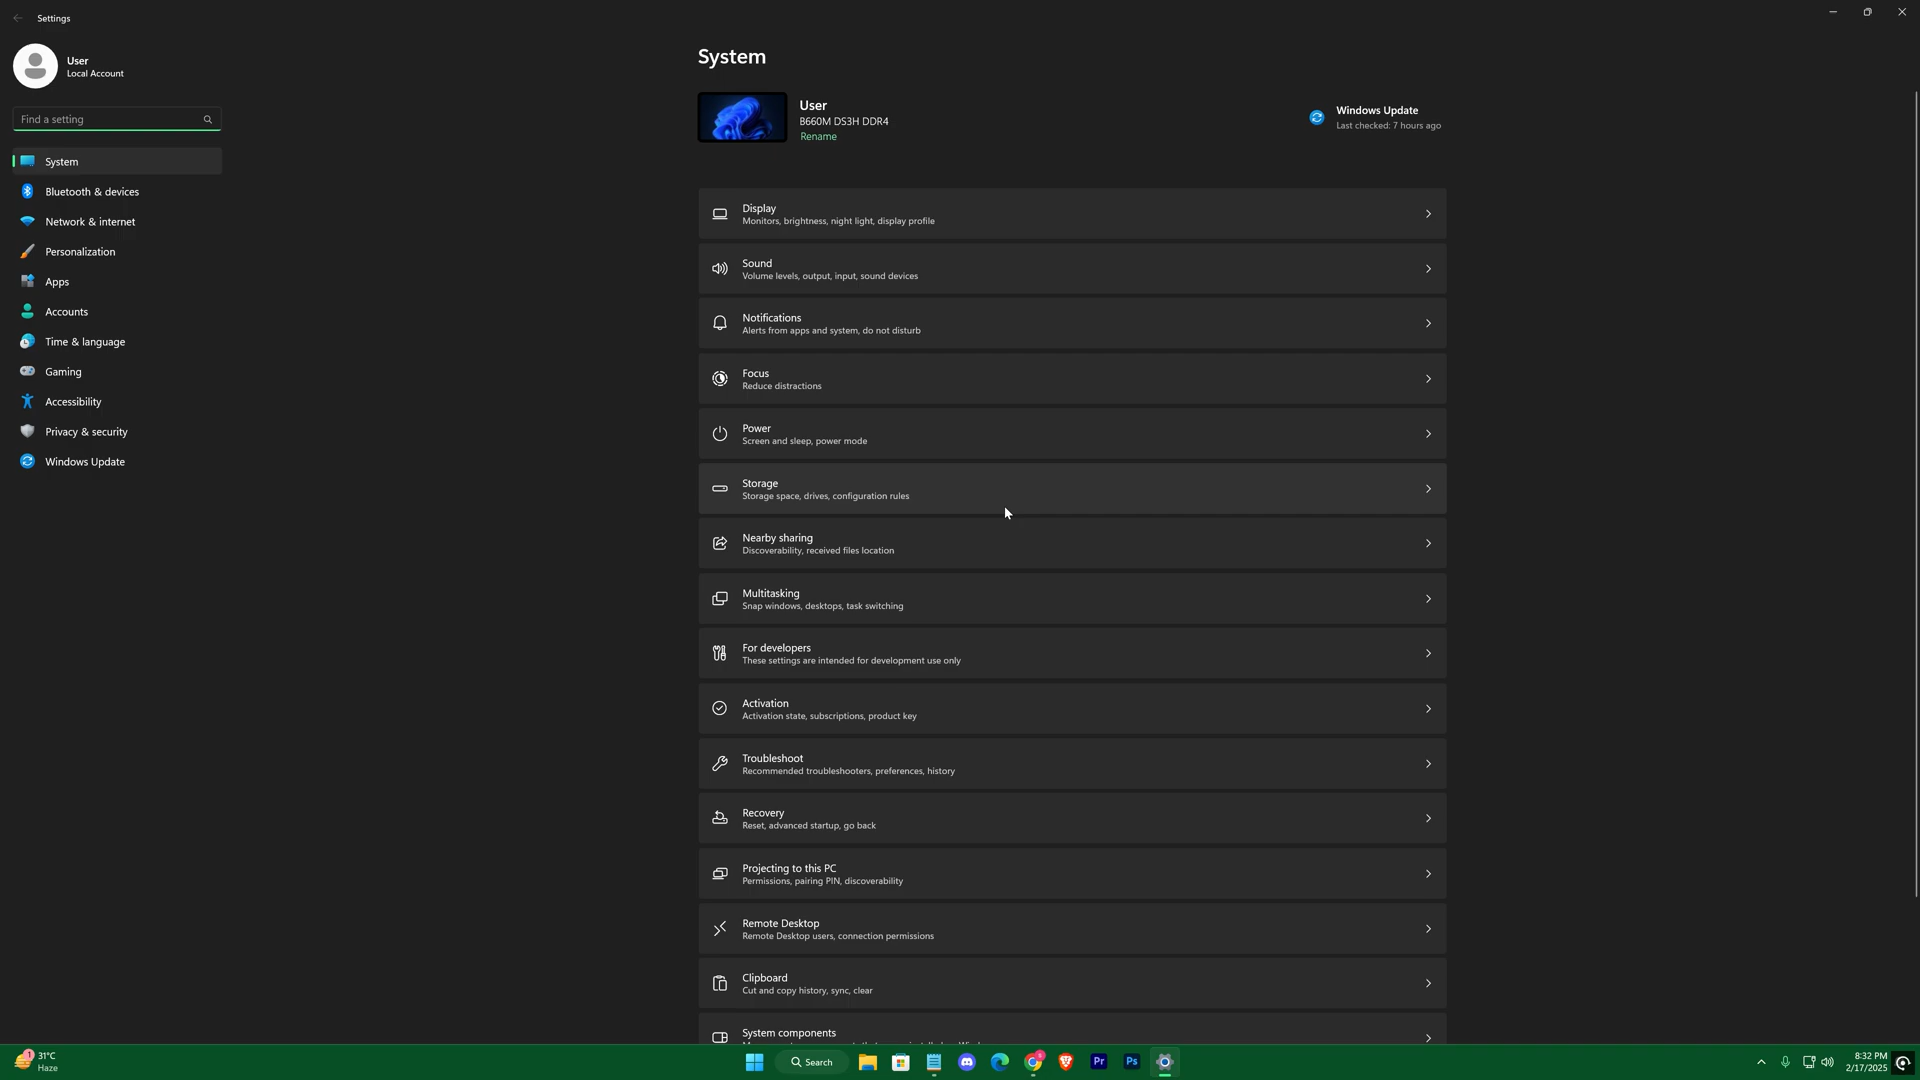 Settings
User
Local Account
Find a setting
System
Bluetooth & devices
Network & internet
Personalization
Apps
Accounts
Time & language
Gaming
Accessibility
Privacy & security
Windows Update
System
User
B660M DS3H DDR4
Rename
Windows Update
Last checked: 7 hours ago
Display
Monitors, brightness, night light, display profile
Sound
Volume levels, output, input, sound devices
Notifications
Alerts from apps and system, do not disturb
Focus
Reduce distractions
Power
Screen and sleep, power mode
Storage
Storage space, drives, configuration rules
Nearby sharing
Discoverability, received files location
Multitasking
Snap windows, desktops, task switching
For developers
These settings are intended for development use only
Activation
Activation state, subscriptions, product key
Troubleshoot
Recommended troubleshooters, preferences, history
Recovery
Reset, advanced startup, go back
Projecting to this PC
Permissions, pairing PIN, discoverability
Remote Desktop
Remote Desktop users, connection permissions
Clipboard
Cut and copy history, sync, clear
System components
1
31°C
Haze
Search
Pr
Ps
8:32 PM
2/17/2025